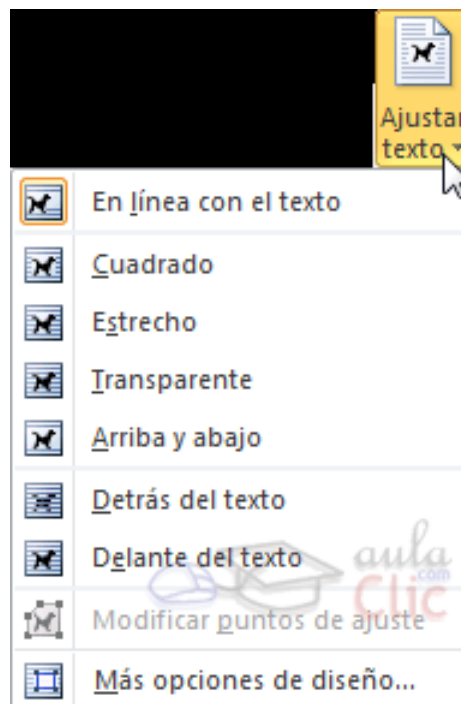 Ajustar
texto
En línea con el texto
Cuadrado
Estrecho
Transparente
Arriba y abajo
Detrás del texto
Delante del texto
aula
.com
Clic
Modificar puntos de ajuste
Más opciones de diseño...